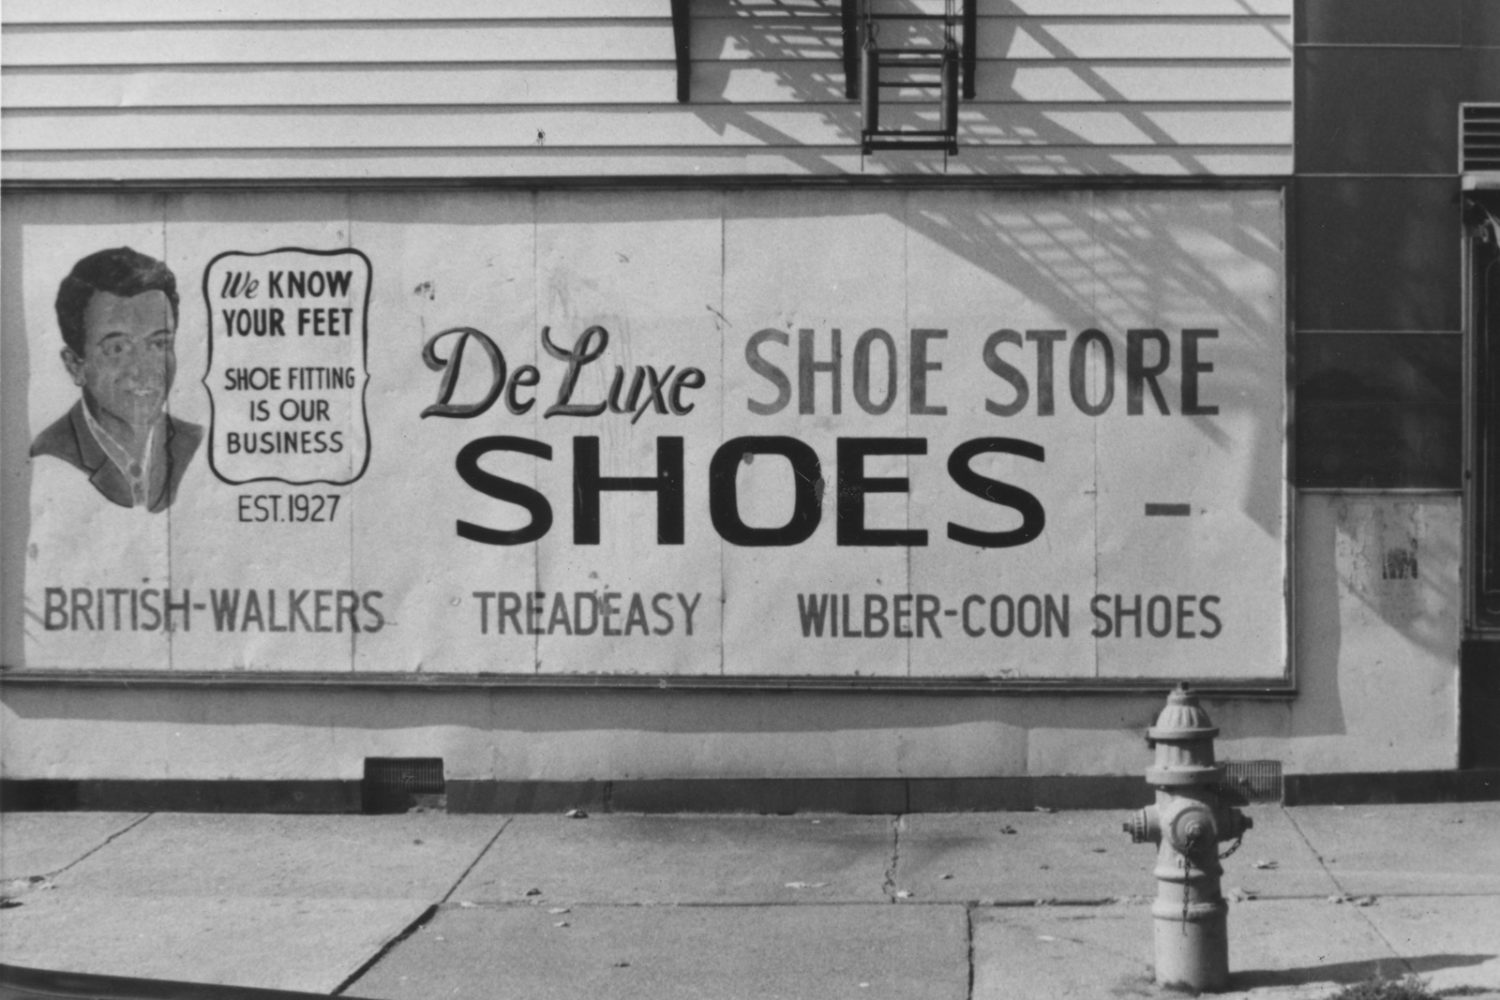 We KNOW
YOUR FEET
SHOE FITTING
IS OUR
BUSINESS
EST. 1927
DeLuxe SHOE STORE
SHOES -
BRITISH-WALKERS TREADEASY WILBER-COON SHOES